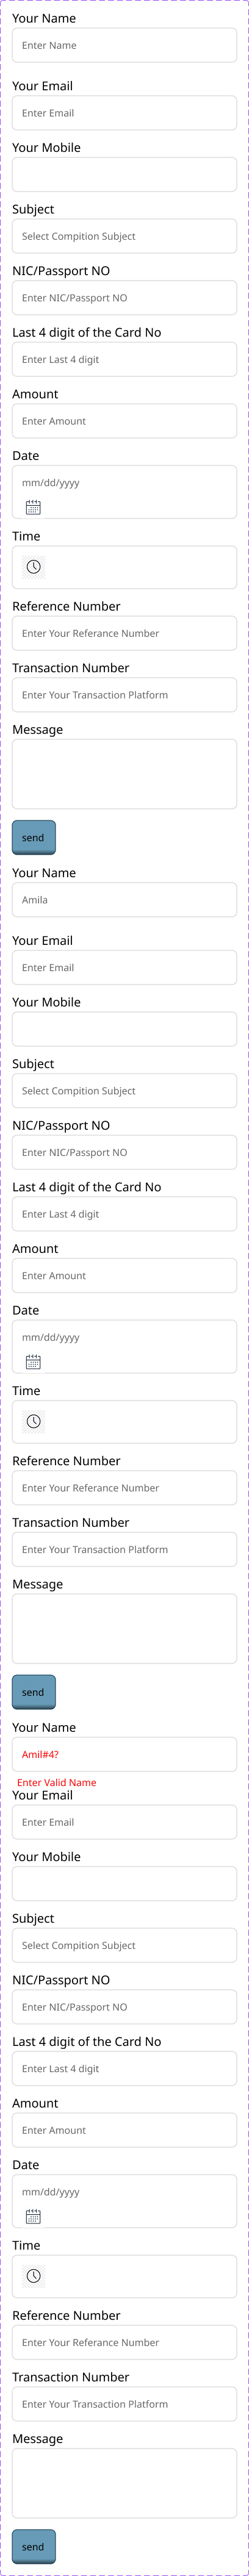 Your Name
Enter Name
Your Email
Enter Email
Your Mobile
Subject
Select Compition Subject
NIC/Passport NO
Enter NIC/Passport NO
Last 4 digit of the Card No
Enter Last 4 digit
Amount
Enter Amount
Date
mm/dd/yyyy
Time
Reference Number
Enter Your Referance Number
Transaction Number
Enter Your Transaction Platform
Message
send
Your Name
Amila
Your Email
Enter Email
Your Mobile
Subject
Select Compition Subject
NIC/Passport NO
Enter NIC/Passport NO
Last 4 digit of the Card No
Enter Last 4 digit
Amount
Enter Amount
Date
mm/dd/yyyy
Time
Reference Number
Enter Your Referance Number
Transaction Number
Enter Your Transaction Platform
Message
send
Your Name
Amil#4?
Enter Valid Name
Your Email
Enter Email
Your Mobile
Subject
Select Compition Subject
NIC/Passport NO
Enter NIC/Passport NO
Last 4 digit of the Card No
Enter Last 4 digit
Amount
Enter Amount
Date
mm/dd/yyyy
Time
Reference Number
Enter Your Referance Number
Transaction Number
Enter Your Transaction Platform
Message
send